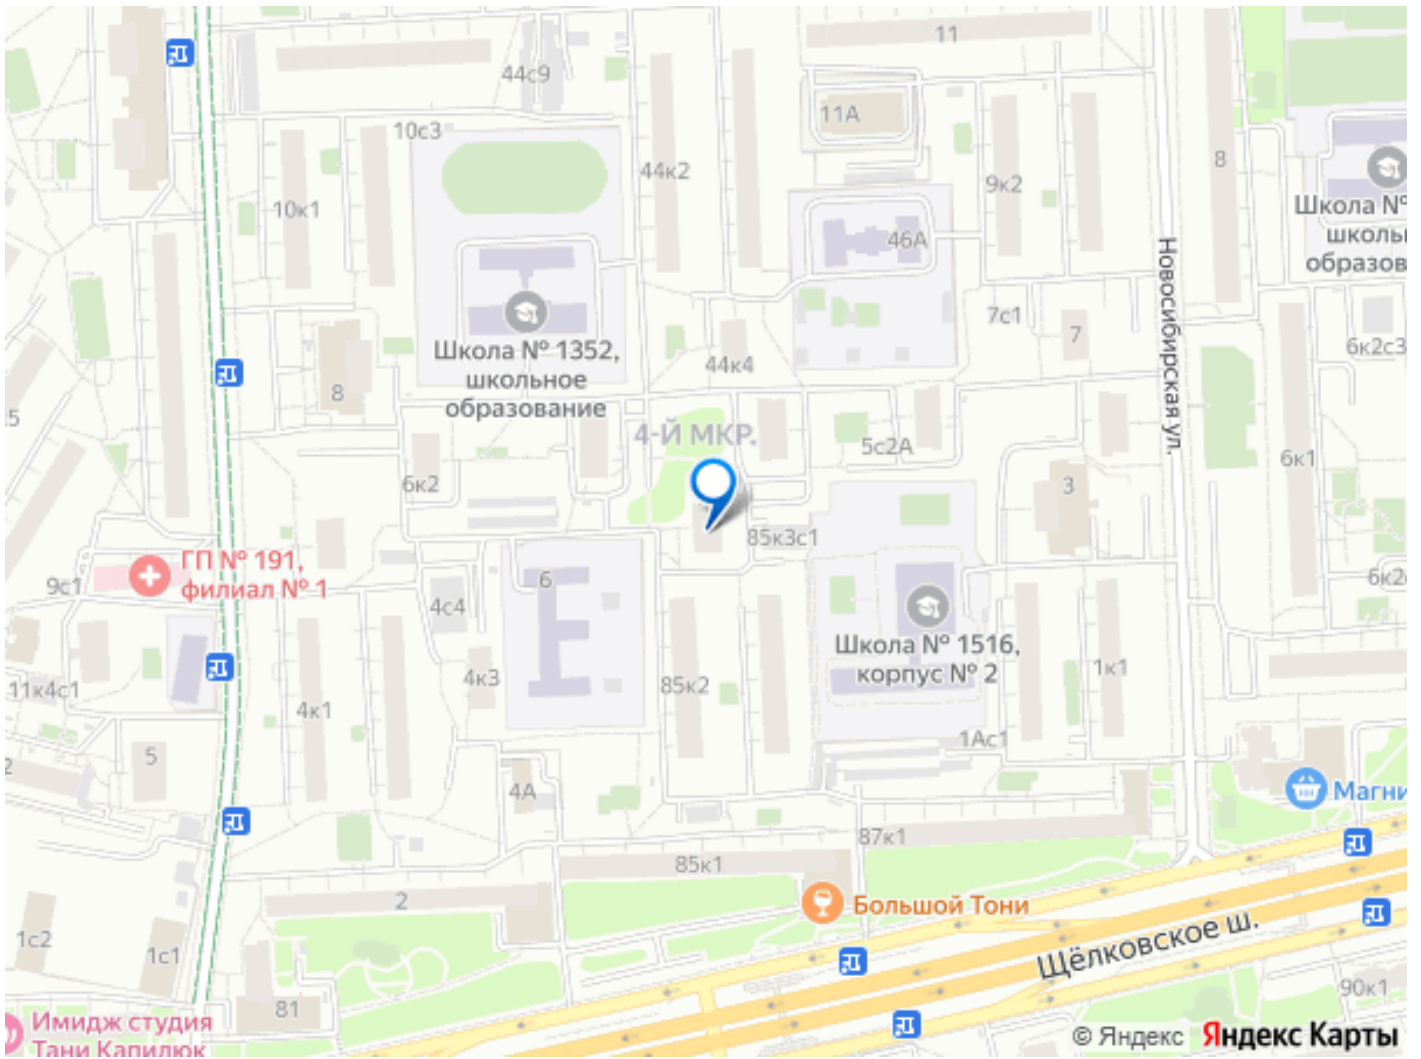 11
44с9
11А
10с3
44к2
8
9к2
10к1
Школа №
школьн
образов
46А
Новосибирская ул.
7с1
7
6к2с3
Школа № 1352,
школьное
образование
44к4
8
5
4-Й МКР.
5с2А
6к1
6к2
3
85к3с1
ГП № 191,
филиал № 1
9с1
6
6к2
4с4
Школа № 1516,
корпус № 2
1к1
4к3
85к2
11к4с1
4к1
1Ас1
5
2
4А
Магни
87к1
85к1
2
Большой Тони
Щёлковское ш.
1с2
1с1
90к1
81
Имидж студия
Тани Капилюк
© Яндекс Яндекс Карты